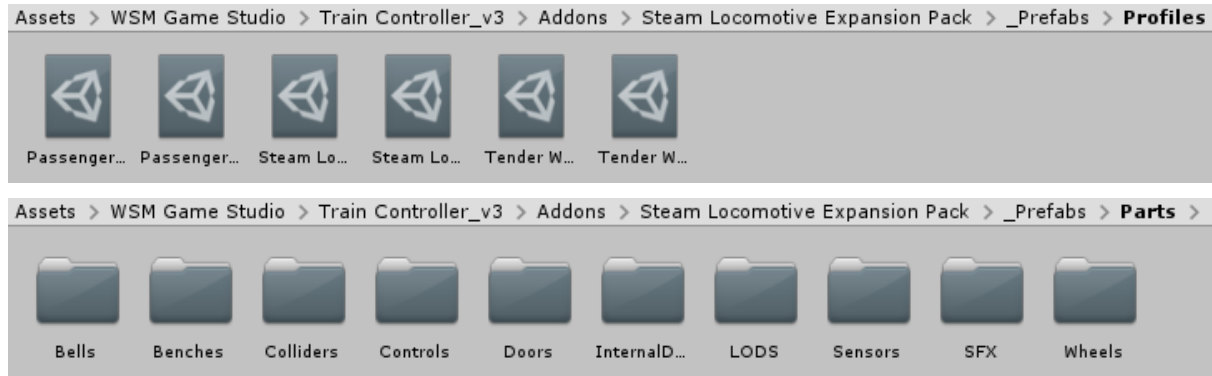 Assets > WSM Game Studio > Train Controller_v3 > Addons > Steam Locomotive Expansion Pack > _Prefabs > Profiles
Passenger... Passenger... Steam Lo... Steam Lo... Tender W... Tender W...
Assets > WSM Game Studio > Train Controller_v3 > Addons > Steam Locomotive Expansion Pack > _Prefabs > Parts >
Bells Benches Colliders Controls Doors InternalD... LODS Sensors SFX Wheels